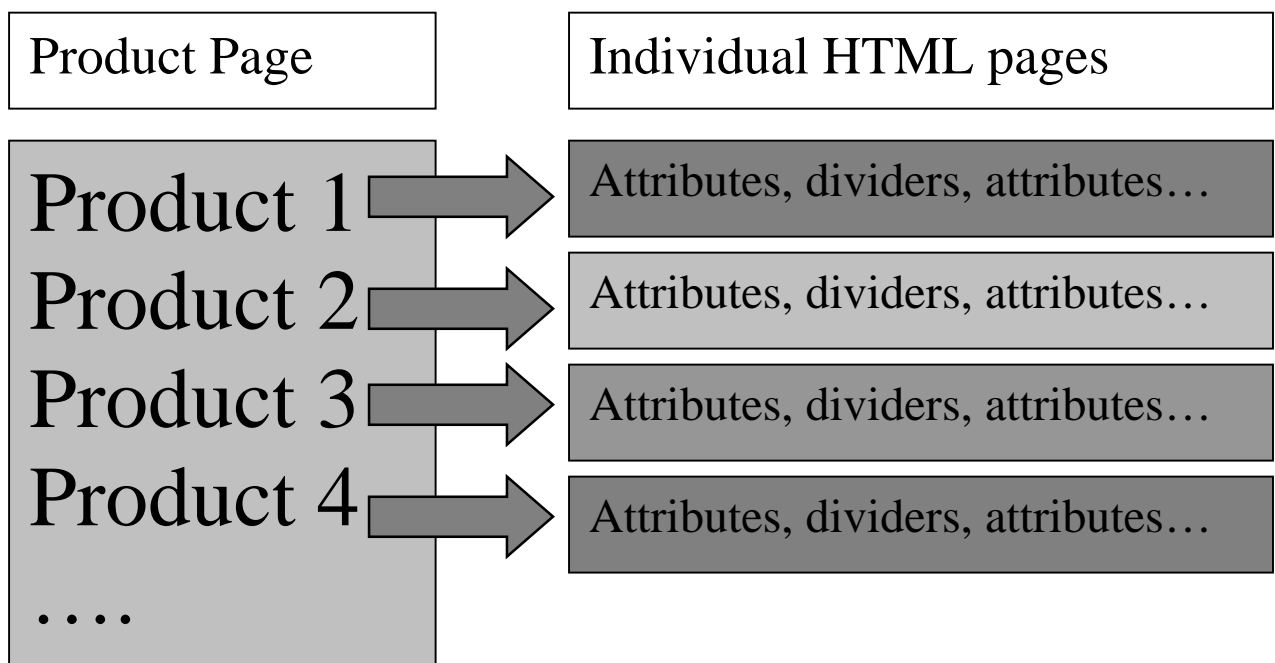 Product Page
Individual HTML pages
Product 1
Attributes, dividers, attributes…
Product 2
Attributes, dividers, attributes…
Product 3
Attributes, dividers, attributes…
Product 4
Attributes, dividers, attributes…
….